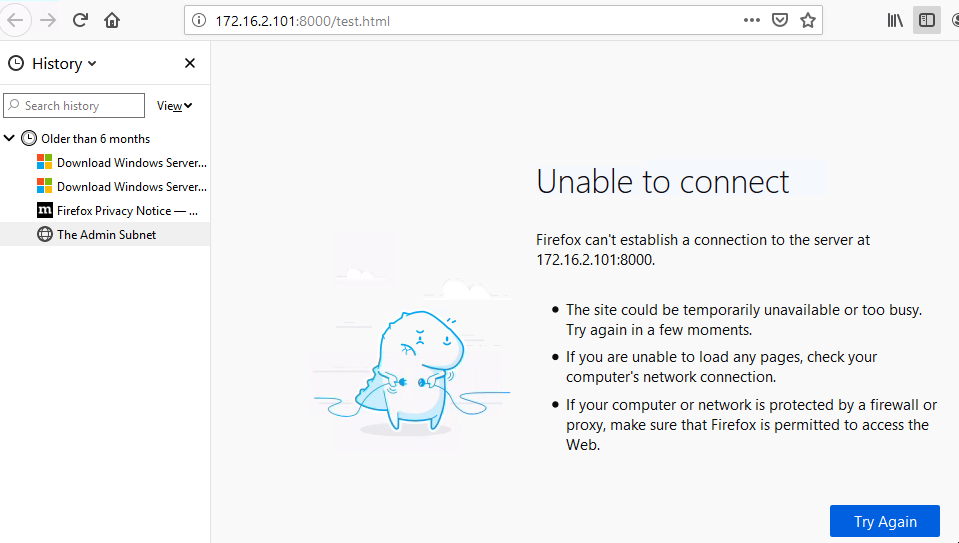 172.16.2.101:8000/test.html
History
Search history
View
Older than 6 months
Download Windows Server...
Download Windows Server...
m Firefox Privacy Notice — ...
The Admin Subnet
Unable to connect
Firefox can't establish a connection to the server at
172.16.2.101:8000.
The site could be temporarily unavailable or too busy.
Try again in a few moments.
If you are unable to load any pages, check your
computer's network connection.
If your computer or network is protected by a firewall or
proxy, make sure that Firefox is permitted to access the
Web.
Try Again